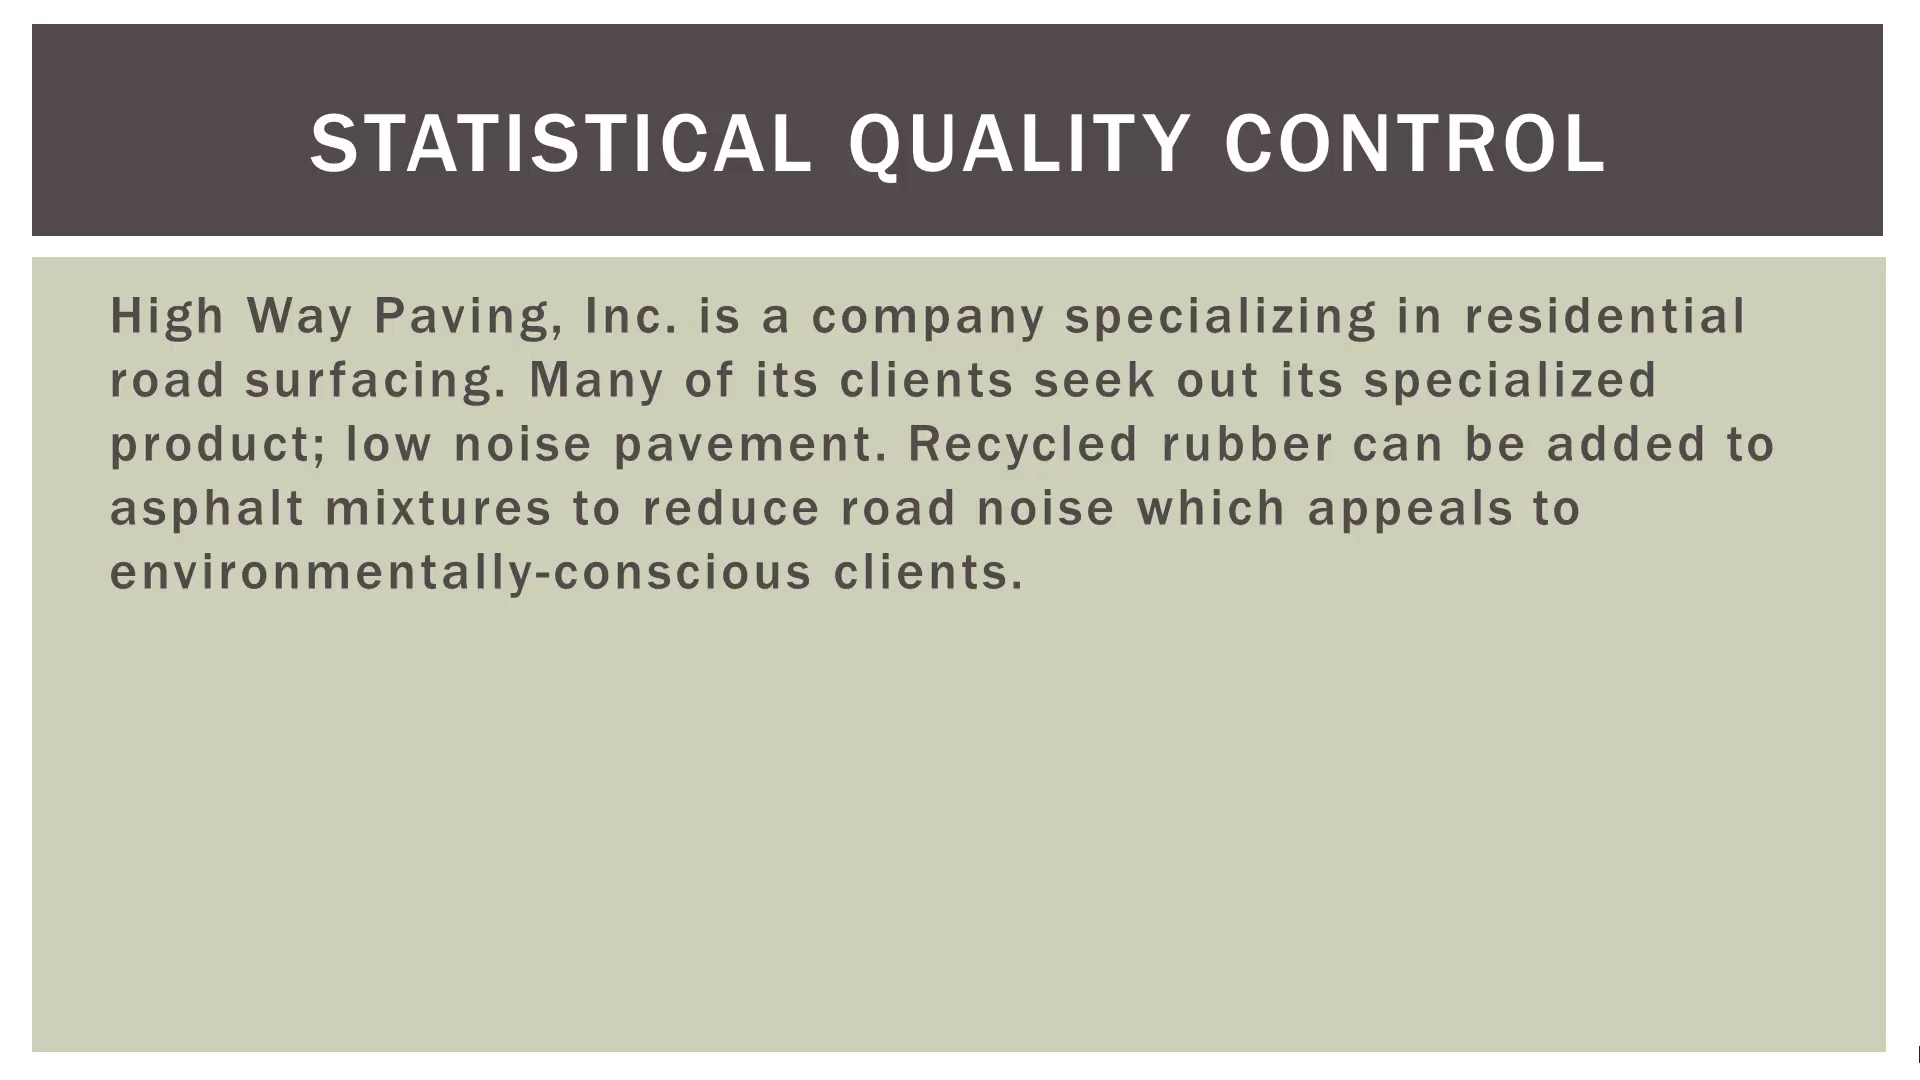 STATISTICAL QUALITY CONTROL
High Way Paving, Inc. is a company specializing in residential
road surfacing. Many of its clients seek out its specialized
product; low noise pavement. Recycled rubber can be added to
asphalt mixtures to reduce road noise which appeals to
environmentally-conscious clients.